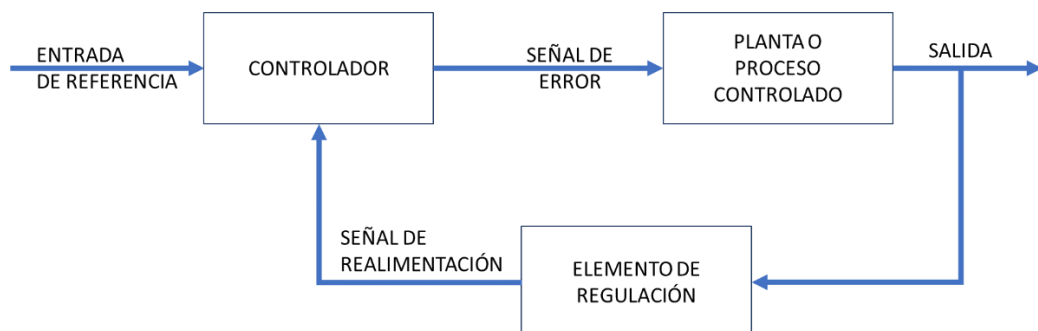 ENTRADA
DE REFERENCIA
CONTROLADOR
SEÑAL DE
ERROR
PLANTA O
PROCESO
CONTROLADO
SALIDA
SEÑAL DE
REALIMENTACIÓN
ELEMENTO DE
REGULACIÓN